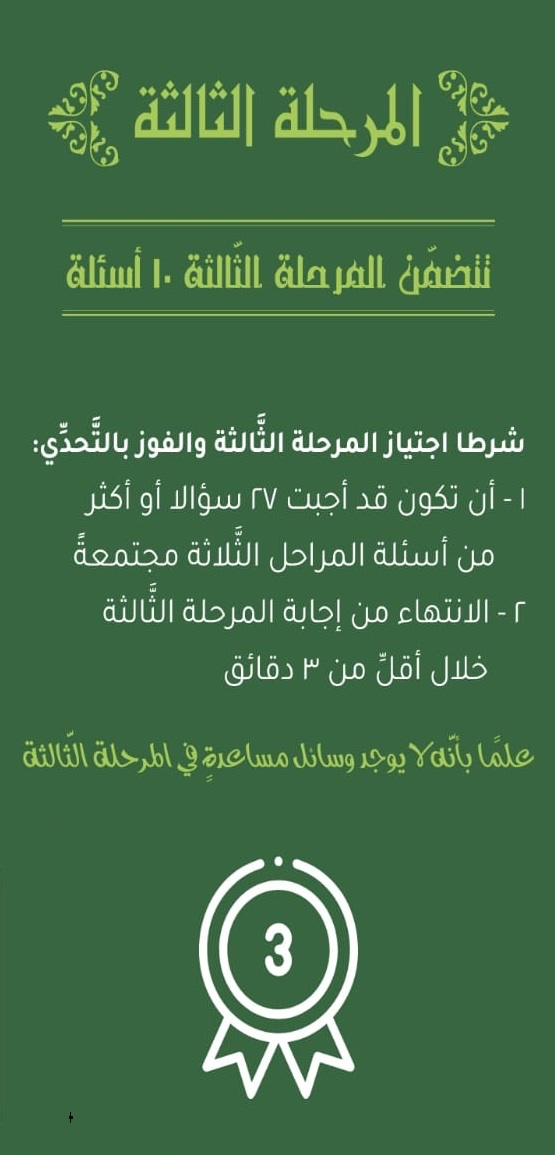 المرحلة الثالثة
تتضمّن المرحلة الثّالثة ١٠ أسئلة
شرطا اجتياز المرحلة الثَّالثة والفوز بالتَّحدِّي:
١ - أن تكون قد أجبت ٢٧ سؤالا أو أكثر
من أسئلة المراحل الثَّلاثة مجتمعةً
٢ - الانتهاء من إجابة المرحلة الثَّالثة
خلال أقلِّ من ٣ دقائق
علمًا بأنّه لا يوجد وسائل مساعدةٍ في المرحلة الثّالثة
3